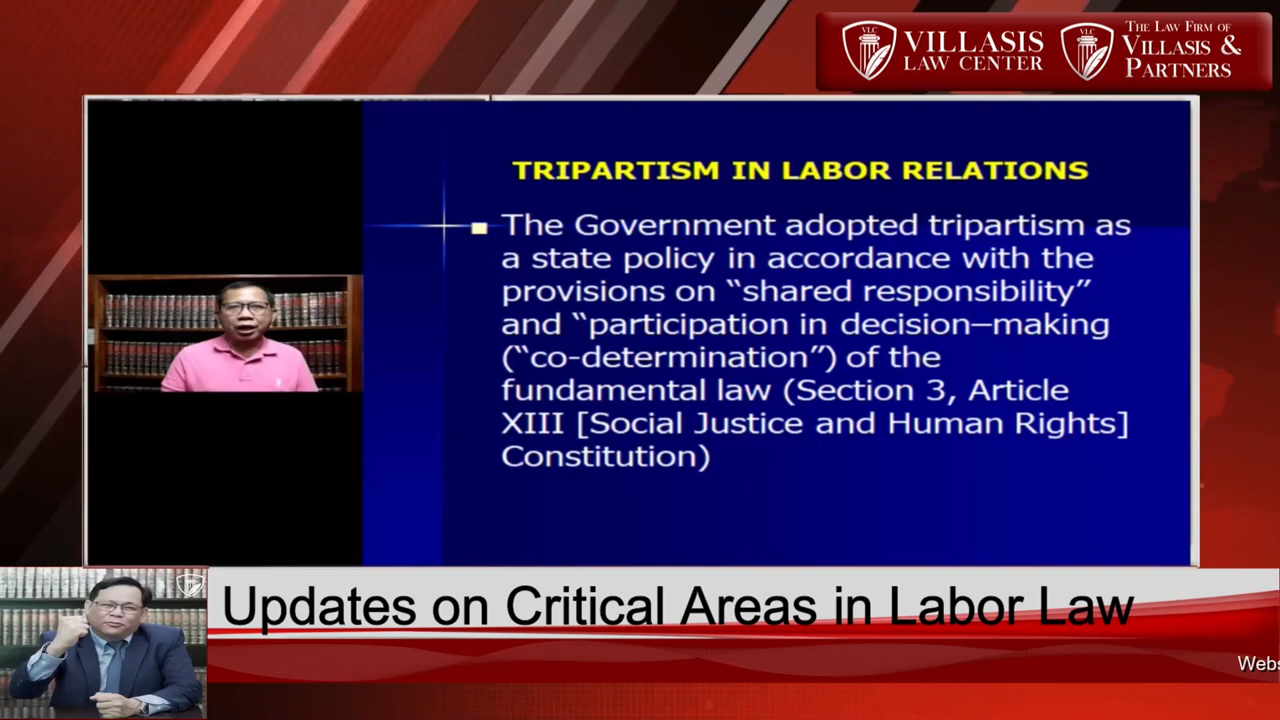 VLC
VILLASIS
LAW CENTER
VLC
THE LAW FIRM OF
VILLASIS &
PARTNERS
TRIPARTISM IN LABOR RELATIONS
The Government adopted tripartism as
a state policy in accordance with the
provisions on “shared responsibility”
and “participation in decision–making
(“co-determination”) of the
fundamental law (Section 3, Article
XIII [Social Justice and Human Rights]
Constitution)
Updates on Critical Areas in Labor Law